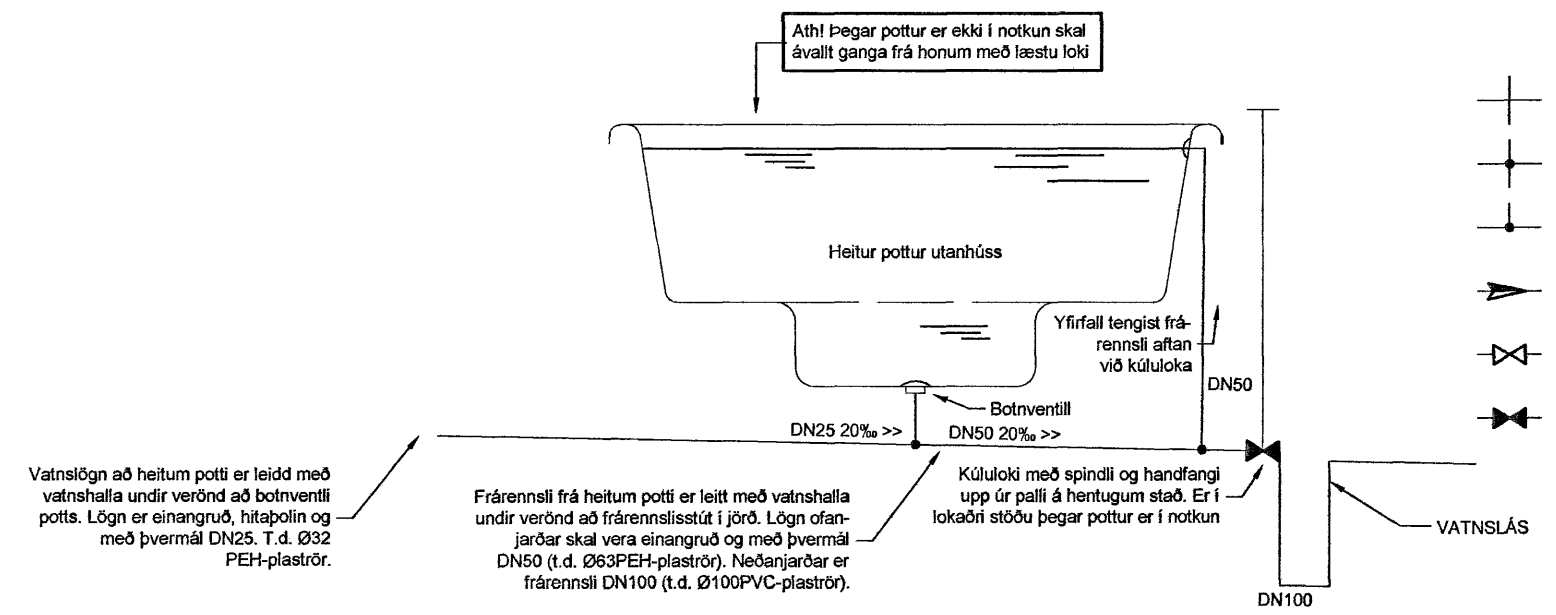 Ath! Þegar pottur er ekki í notkun skal
ávallt ganga frá honum með læstu loki
Heitur pottur utanhúss
Yfirfall tengist frá-
rennsli aftan
við kúluloka
DN50
Botnventill
DN25 20‰ >>
DN50 20‰ >>
Vatnslögn að heitum potti er leidd með
vatnshalla undir verönd að botnventli
potts. Lögn er einangruð, hitaþolin og
með þvermál DN25. T.d. Ø32
PEH-plaströr.
Frárennsli frá heitum potti er leitt með vatnshalla
undir verönd að frárennslisstút í jörð. Lögn ofan-
jarðar skal vera einangruð og með þvermál
DN50 (t.d. Ø63PEH-plaströr). Neðanjarðar er
frárennsli DN100 (t.d. Ø100PVC-plaströr).
Kúluloki með spindli og handfangi
upp úr palli á hentugum stað. Er í
lokaðri stöðu þegar pottur er í notkun
VATNSLÁS
DN100